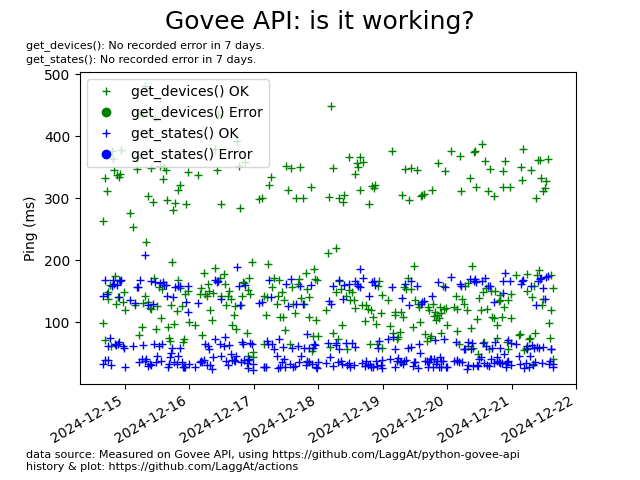 Govee API: is it working?
get_devices(): No recorded error in 7 days.
get_states(): No recorded error in 7 days.
500
400
300
200
100
Ping (ms)
get_devices() OK
get_devices() Error
get_states() OK
get_states() Error
2024-12-15
2024-12-16
2024-12-17
2024-12-18
2024-12-19
2024-12-20
2024-12-21
2024-12-22
data source: Measured on Govee API, using https://github.com/LaggAt/python-govee-api
history & plot: https://github.com/LaggAt/actions